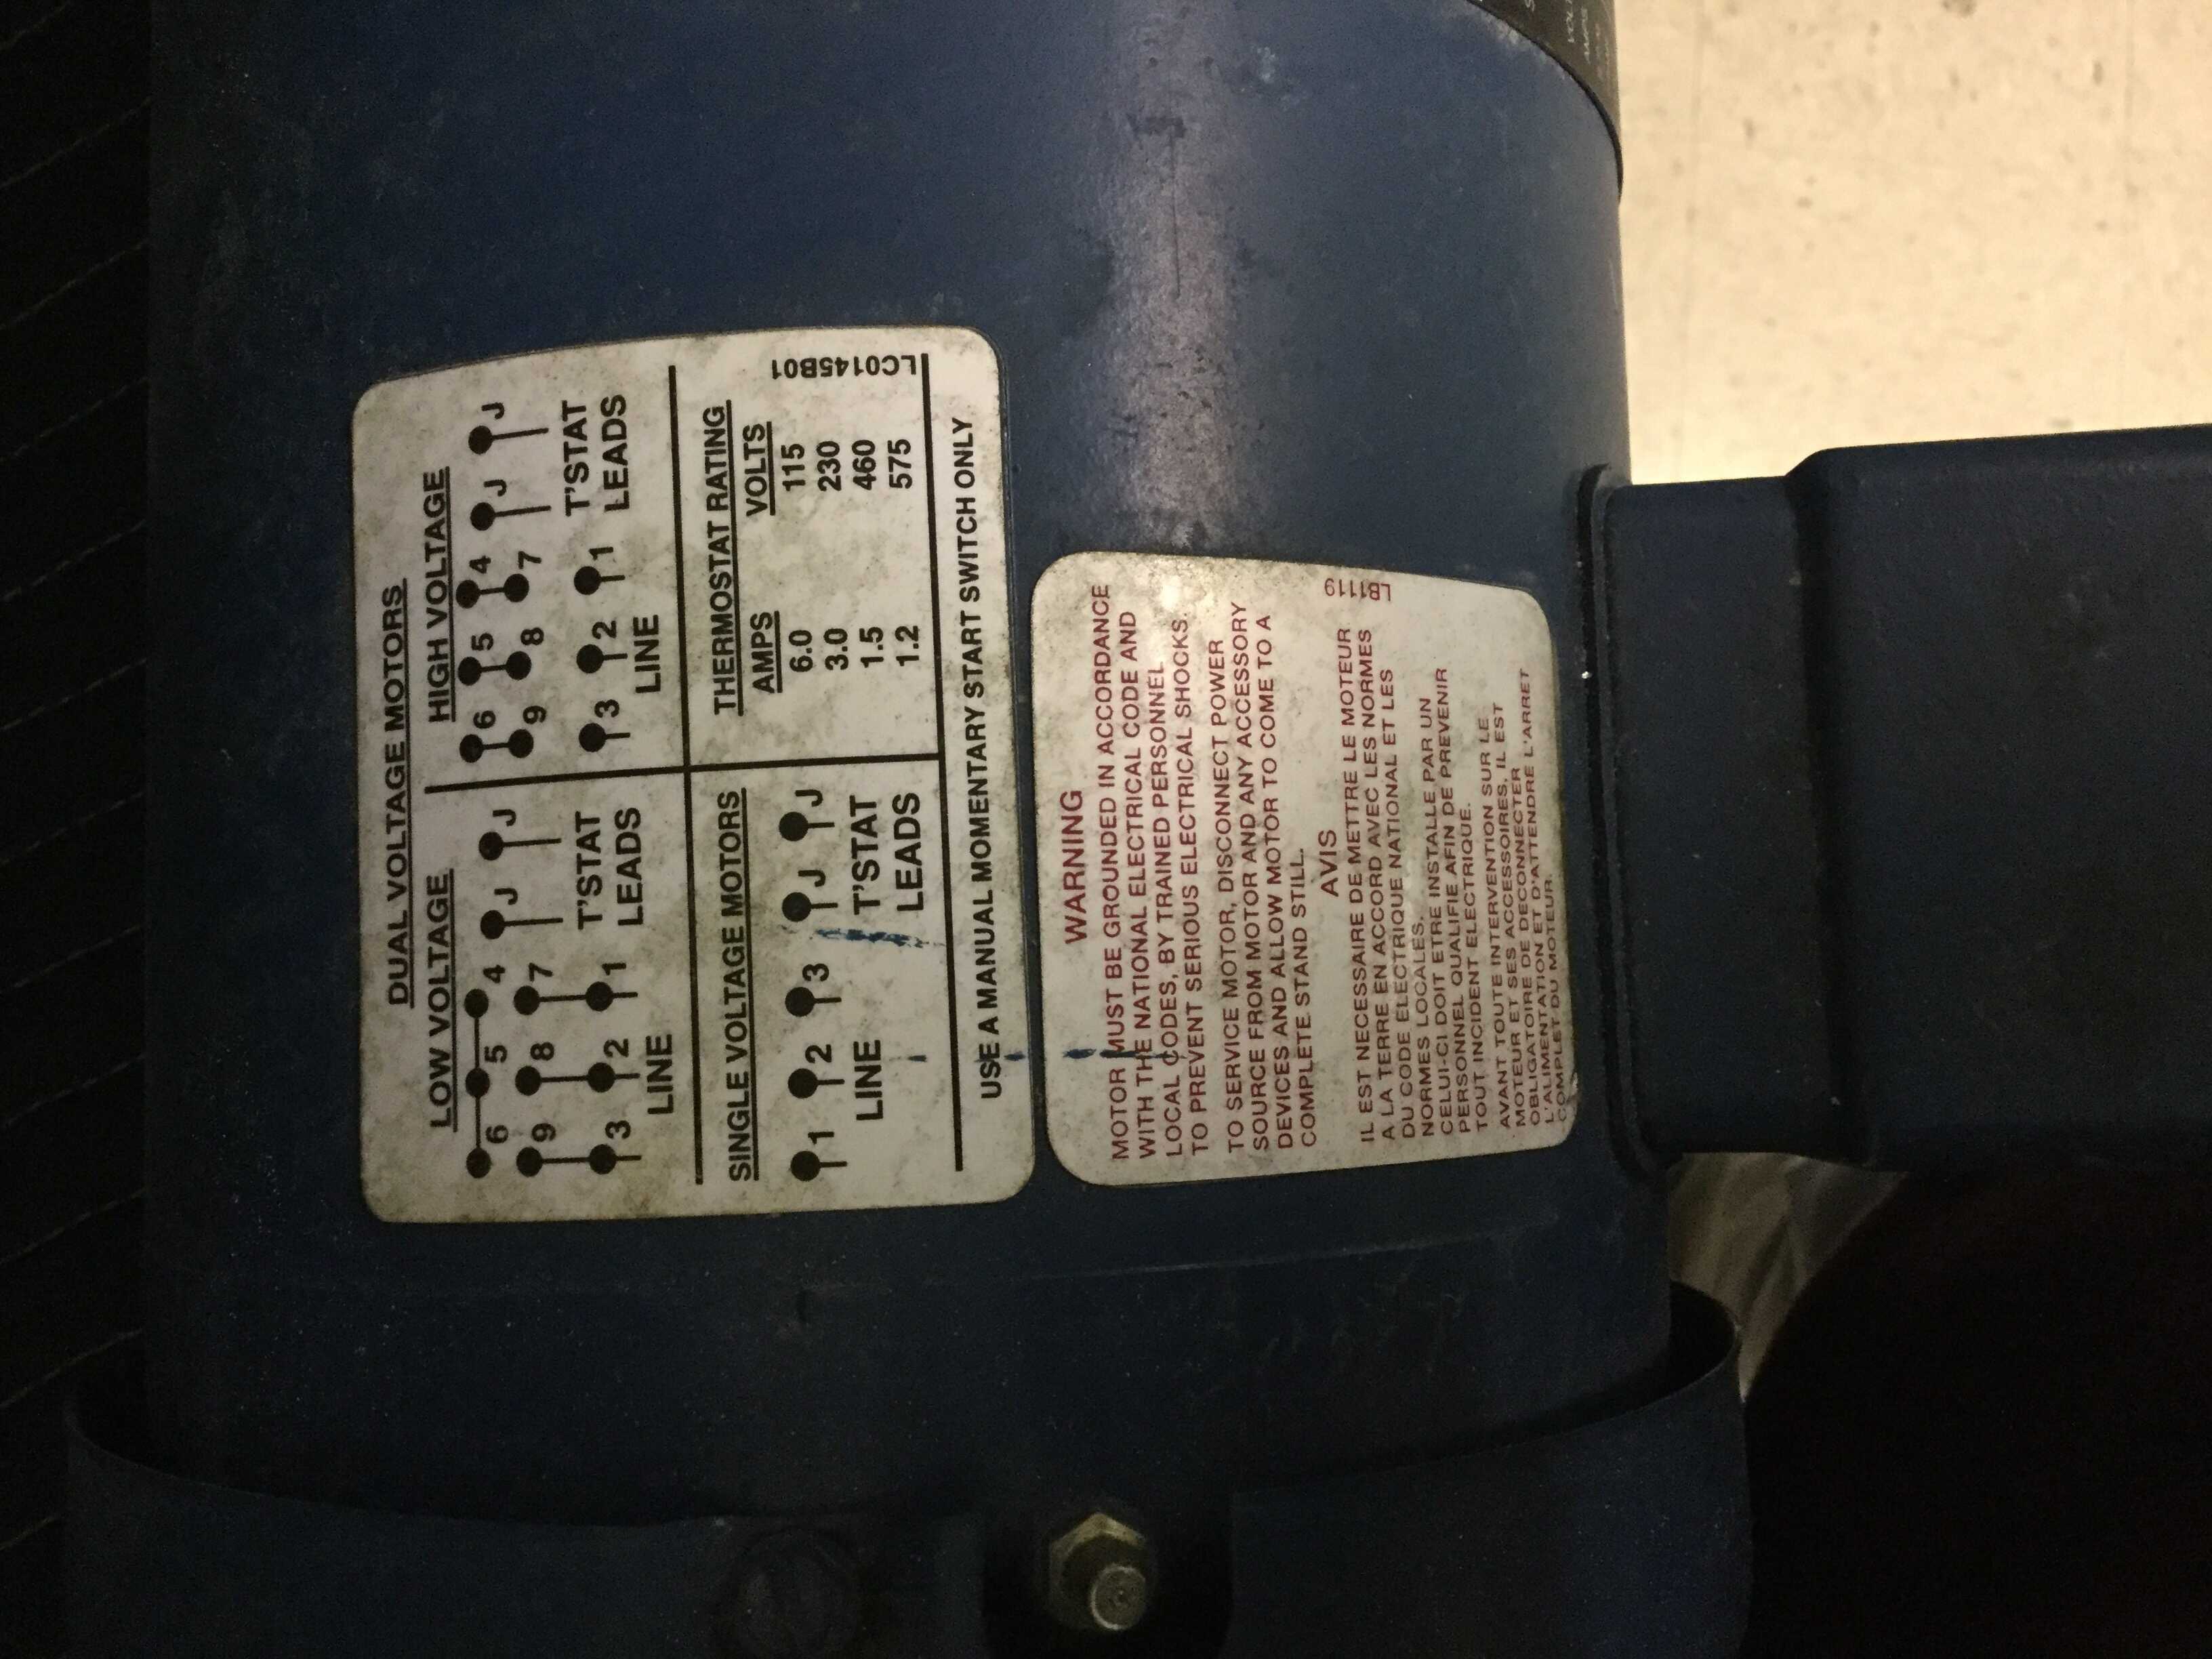 DUAL VOLTAGE MOTORS
LOW VOLTAGE
6 5 4 J J
9 8 7
3 2 1
T'STAT
LINE LEADS
HIGH VOLTAGE
6 5 4 J J
9 8 7
3 2 1
T'STAT
LINE LEADS
SINGLE VOLTAGE MOTORS
1 2 3 J J
LINE T'STAT
LEADS
THERMOSTAT RATING
AMPS VOLTS
6.0 115
3.0 230
1.5 460
1.2 575
LC0145B01
USE A MANUAL MOMENTARY START SWITCH ONLY
WARNING
MOTOR MUST BE GROUNDED IN ACCORDANCE
WITH THE NATIONAL ELECTRICAL CODE AND
LOCAL CODES, BY TRAINED PERSONNEL
TO PREVENT SERIOUS ELECTRICAL SHOCKS.
TO SERVICE MOTOR, DISCONNECT POWER
SOURCE FROM MOTOR AND ANY ACCESSORY
DEVICES AND ALLOW MOTOR TO COME TO A
COMPLETE STAND STILL.
LB1119
AVIS
IL EST NECESSAIRE DE METTRE LE MOTEUR
A LA TERRE EN ACCORD AVEC LES NORMES
DU CODE ELECTRIQUE NATIONAL ET LES
NORMES LOCALES.
CELUI-CI DOIT ETRE INSTALLE PAR UN
PERSONNEL QUALIFIE AFIN DE PREVENIR
TOUT INCIDENT ELECTRIQUE.
AVANT TOUTE INTERVENTION SUR LE
MOTEUR ET SES ACCESSOIRES, IL EST
OBLIGATOIRE DE DECONNECTER
L'ALIMENTATION ET D'ATTENDRE L'ARRET
COMPLET DU MOTEUR.